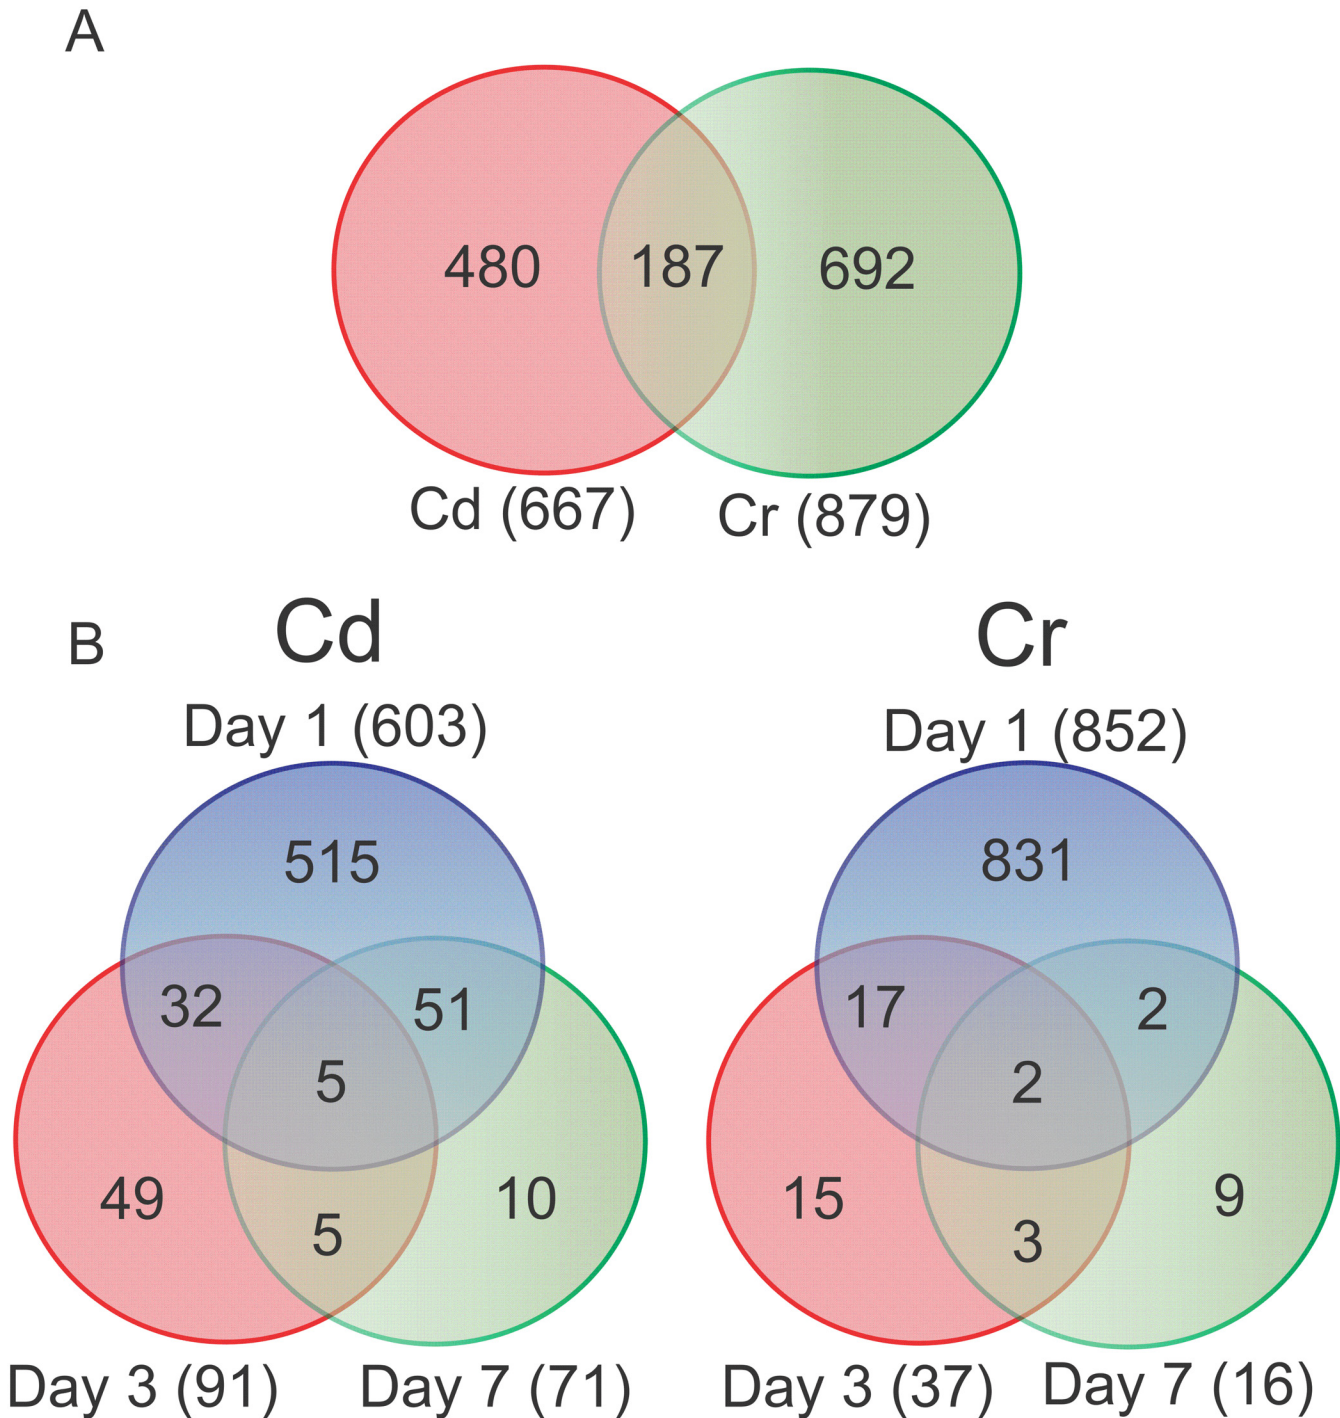 A
480 187 692
Cd (667) Cr (879)
B Cd Cr
Day 1 (603) Day 1 (852)
515 831
32 51 17 2
5 2
49 10 15 9
5 3
Day 3 (91) Day 7 (71) Day 3 (37) Day 7 (16)